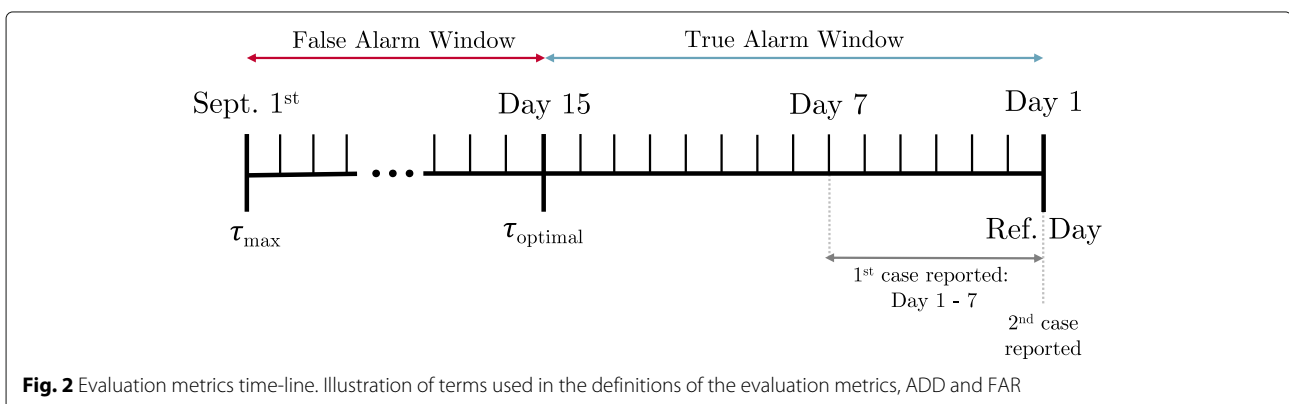 False Alarm Window
True Alarm Window
Sept. 1st
Day 15
Day 7
Day 1
τmax
τoptimal
Ref. Day
1st case reported:
Day 1 - 7
2nd case
reported
Fig. 2 Evaluation metrics time-line. Illustration of terms used in the definitions of the evaluation metrics, ADD and FAR